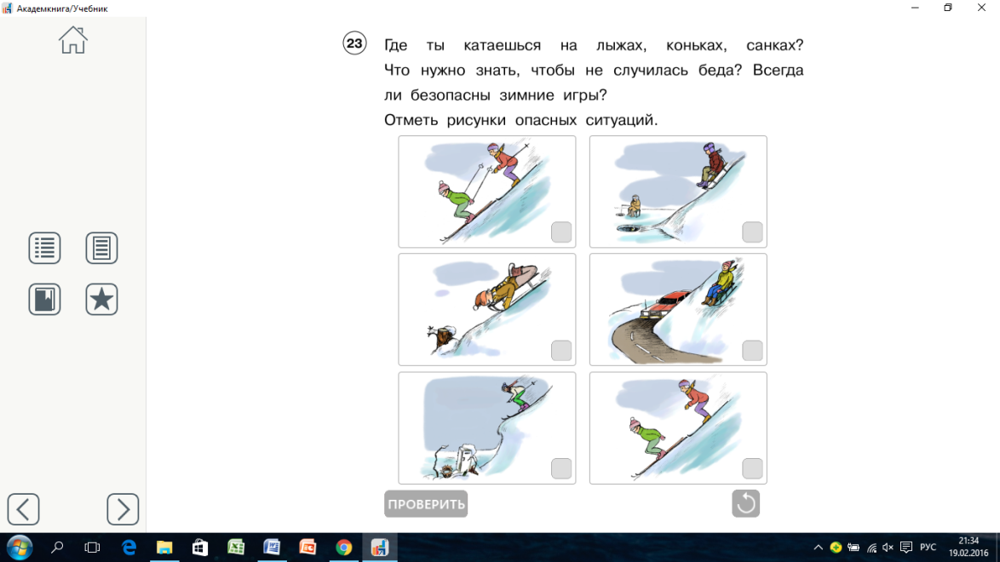 Академкнига/Учебник
23
Где ты катаешься на лыжах, коньках, санках?
Что нужно знать, чтобы не случилась беда? Всегда
ли безопасны зимние игры?
Отметь рисунки опасных ситуаций.
ПРОВЕРИТЬ
РУС
21:34
19.02.2016